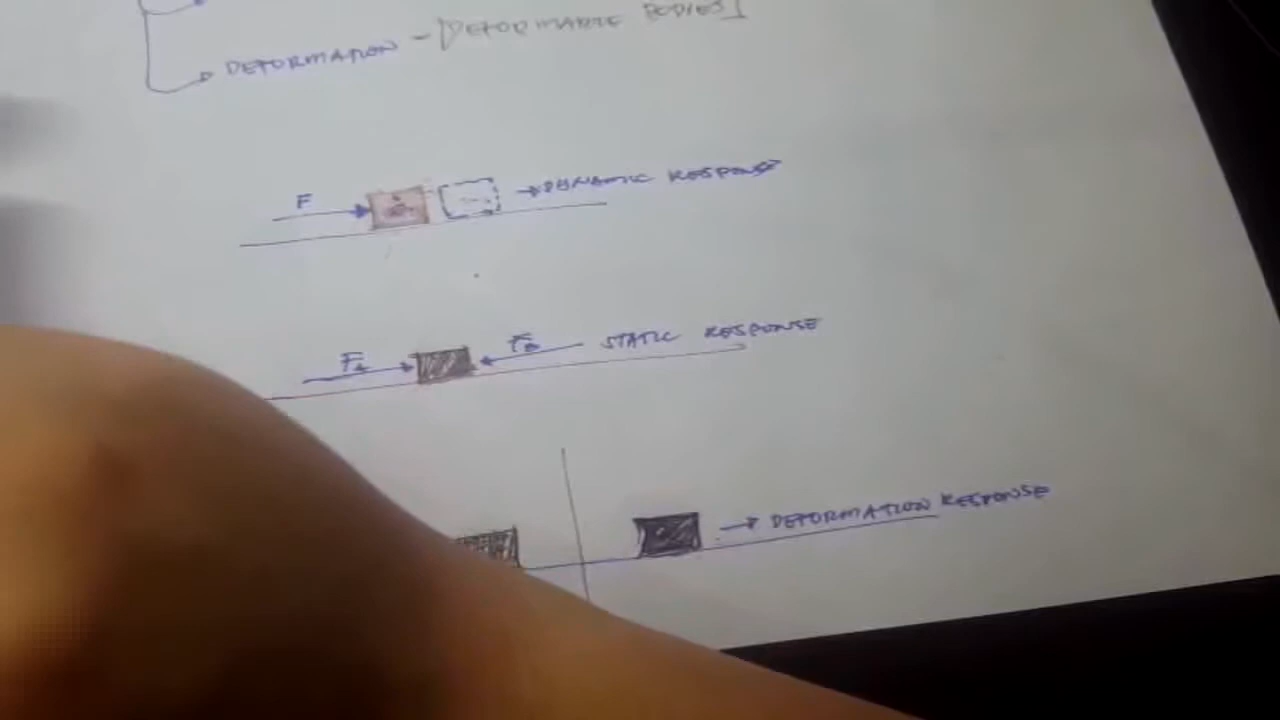 DEFORMATION - [DEFORMABLE BODIES]
F → DYNAMIC RESPONSE
STATIC RESPONSE
→ DEFORMATION RESPONSE